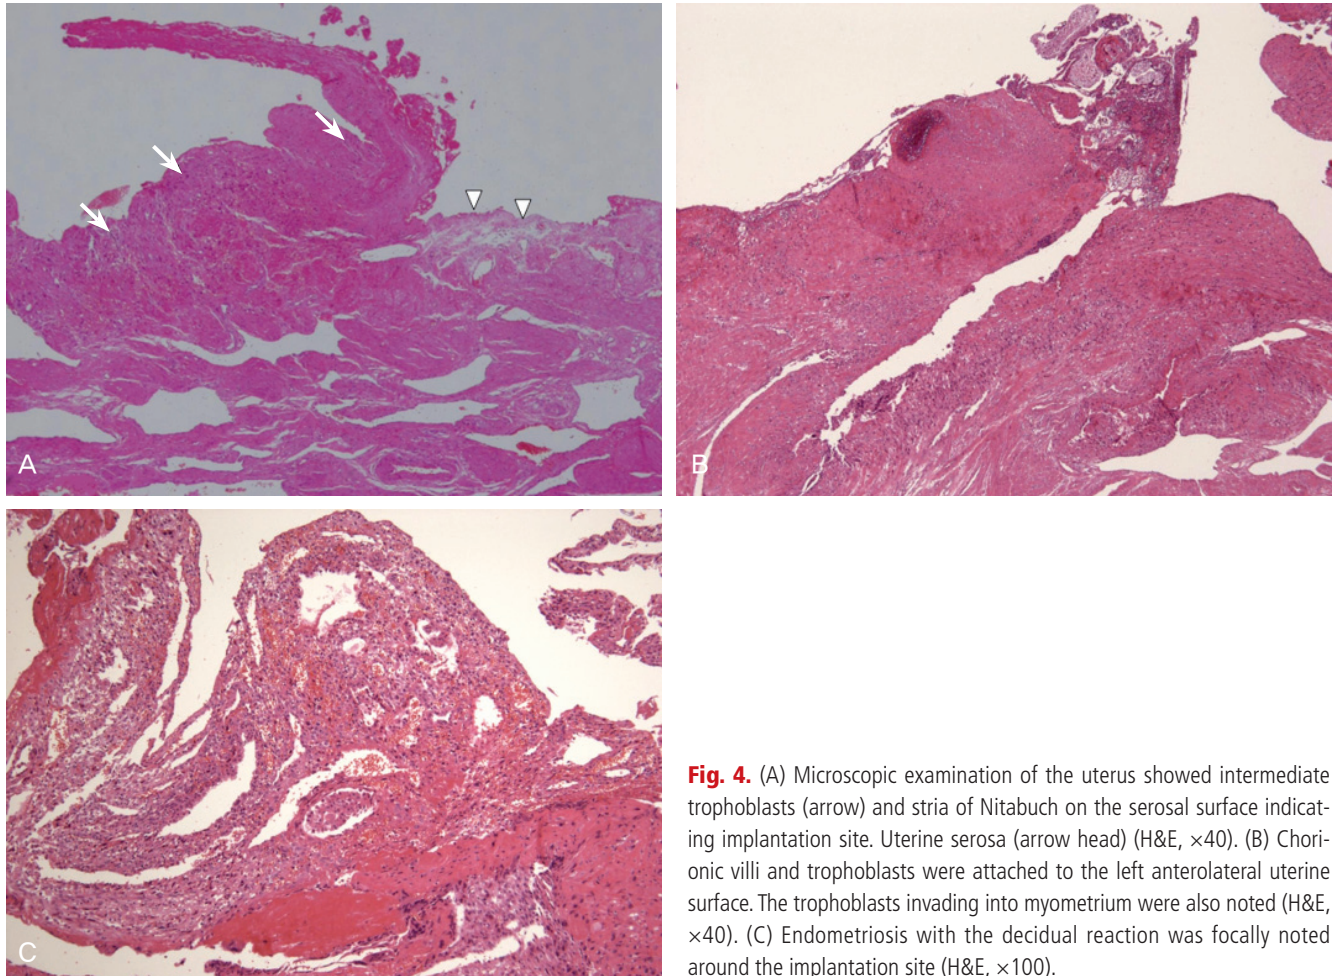 A
B
C
Fig. 4. (A) Microscopic examination of the uterus showed intermediate
trophoblasts (arrow) and stria of Nitabuch on the serosal surface indicat-
ing implantation site. Uterine serosa (arrow head) (H&E, ×40). (B) Chori-
onic villi and trophoblasts were attached to the left anterolateral uterine
surface. The trophoblasts invading into myometrium were also noted (H&E,
×40). (C) Endometriosis with the decidual reaction was focally noted
around the implantation site (H&E, ×100).